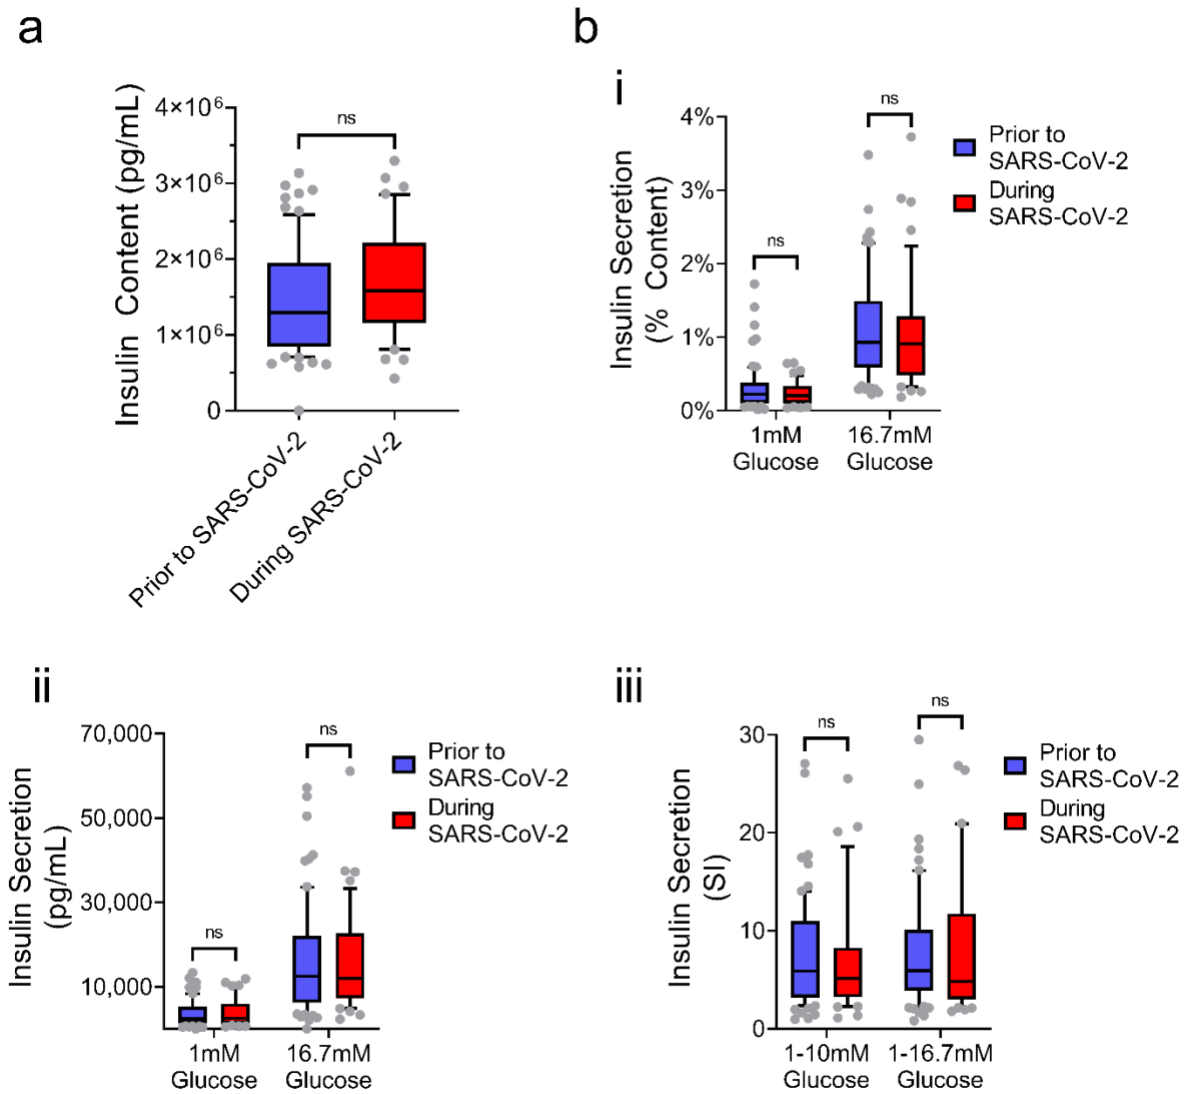 a
Insulin Content (pg/mL)
4×10⁶
3×10⁶
2×10⁶
1×10⁶
0
ns
Prior to SARS-CoV-2
During SARS-CoV-2
b
i
Insulin Secretion
(% Content)
4%
3%
2%
1%
0%
ns
ns
1mM
Glucose
16.7mM
Glucose
Prior to
SARS-CoV-2
During
SARS-CoV-2
ii
Insulin Secretion
(pg/mL)
70,000
50,000
30,000
10,000
ns
ns
1mM
Glucose
16.7mM
Glucose
Prior to
SARS-CoV-2
During
SARS-CoV-2
iii
Insulin Secretion
(SI)
30
20
10
0
ns
ns
1-10mM
Glucose
1-16.7mM
Glucose
Prior to
SARS-CoV-2
During
SARS-CoV-2